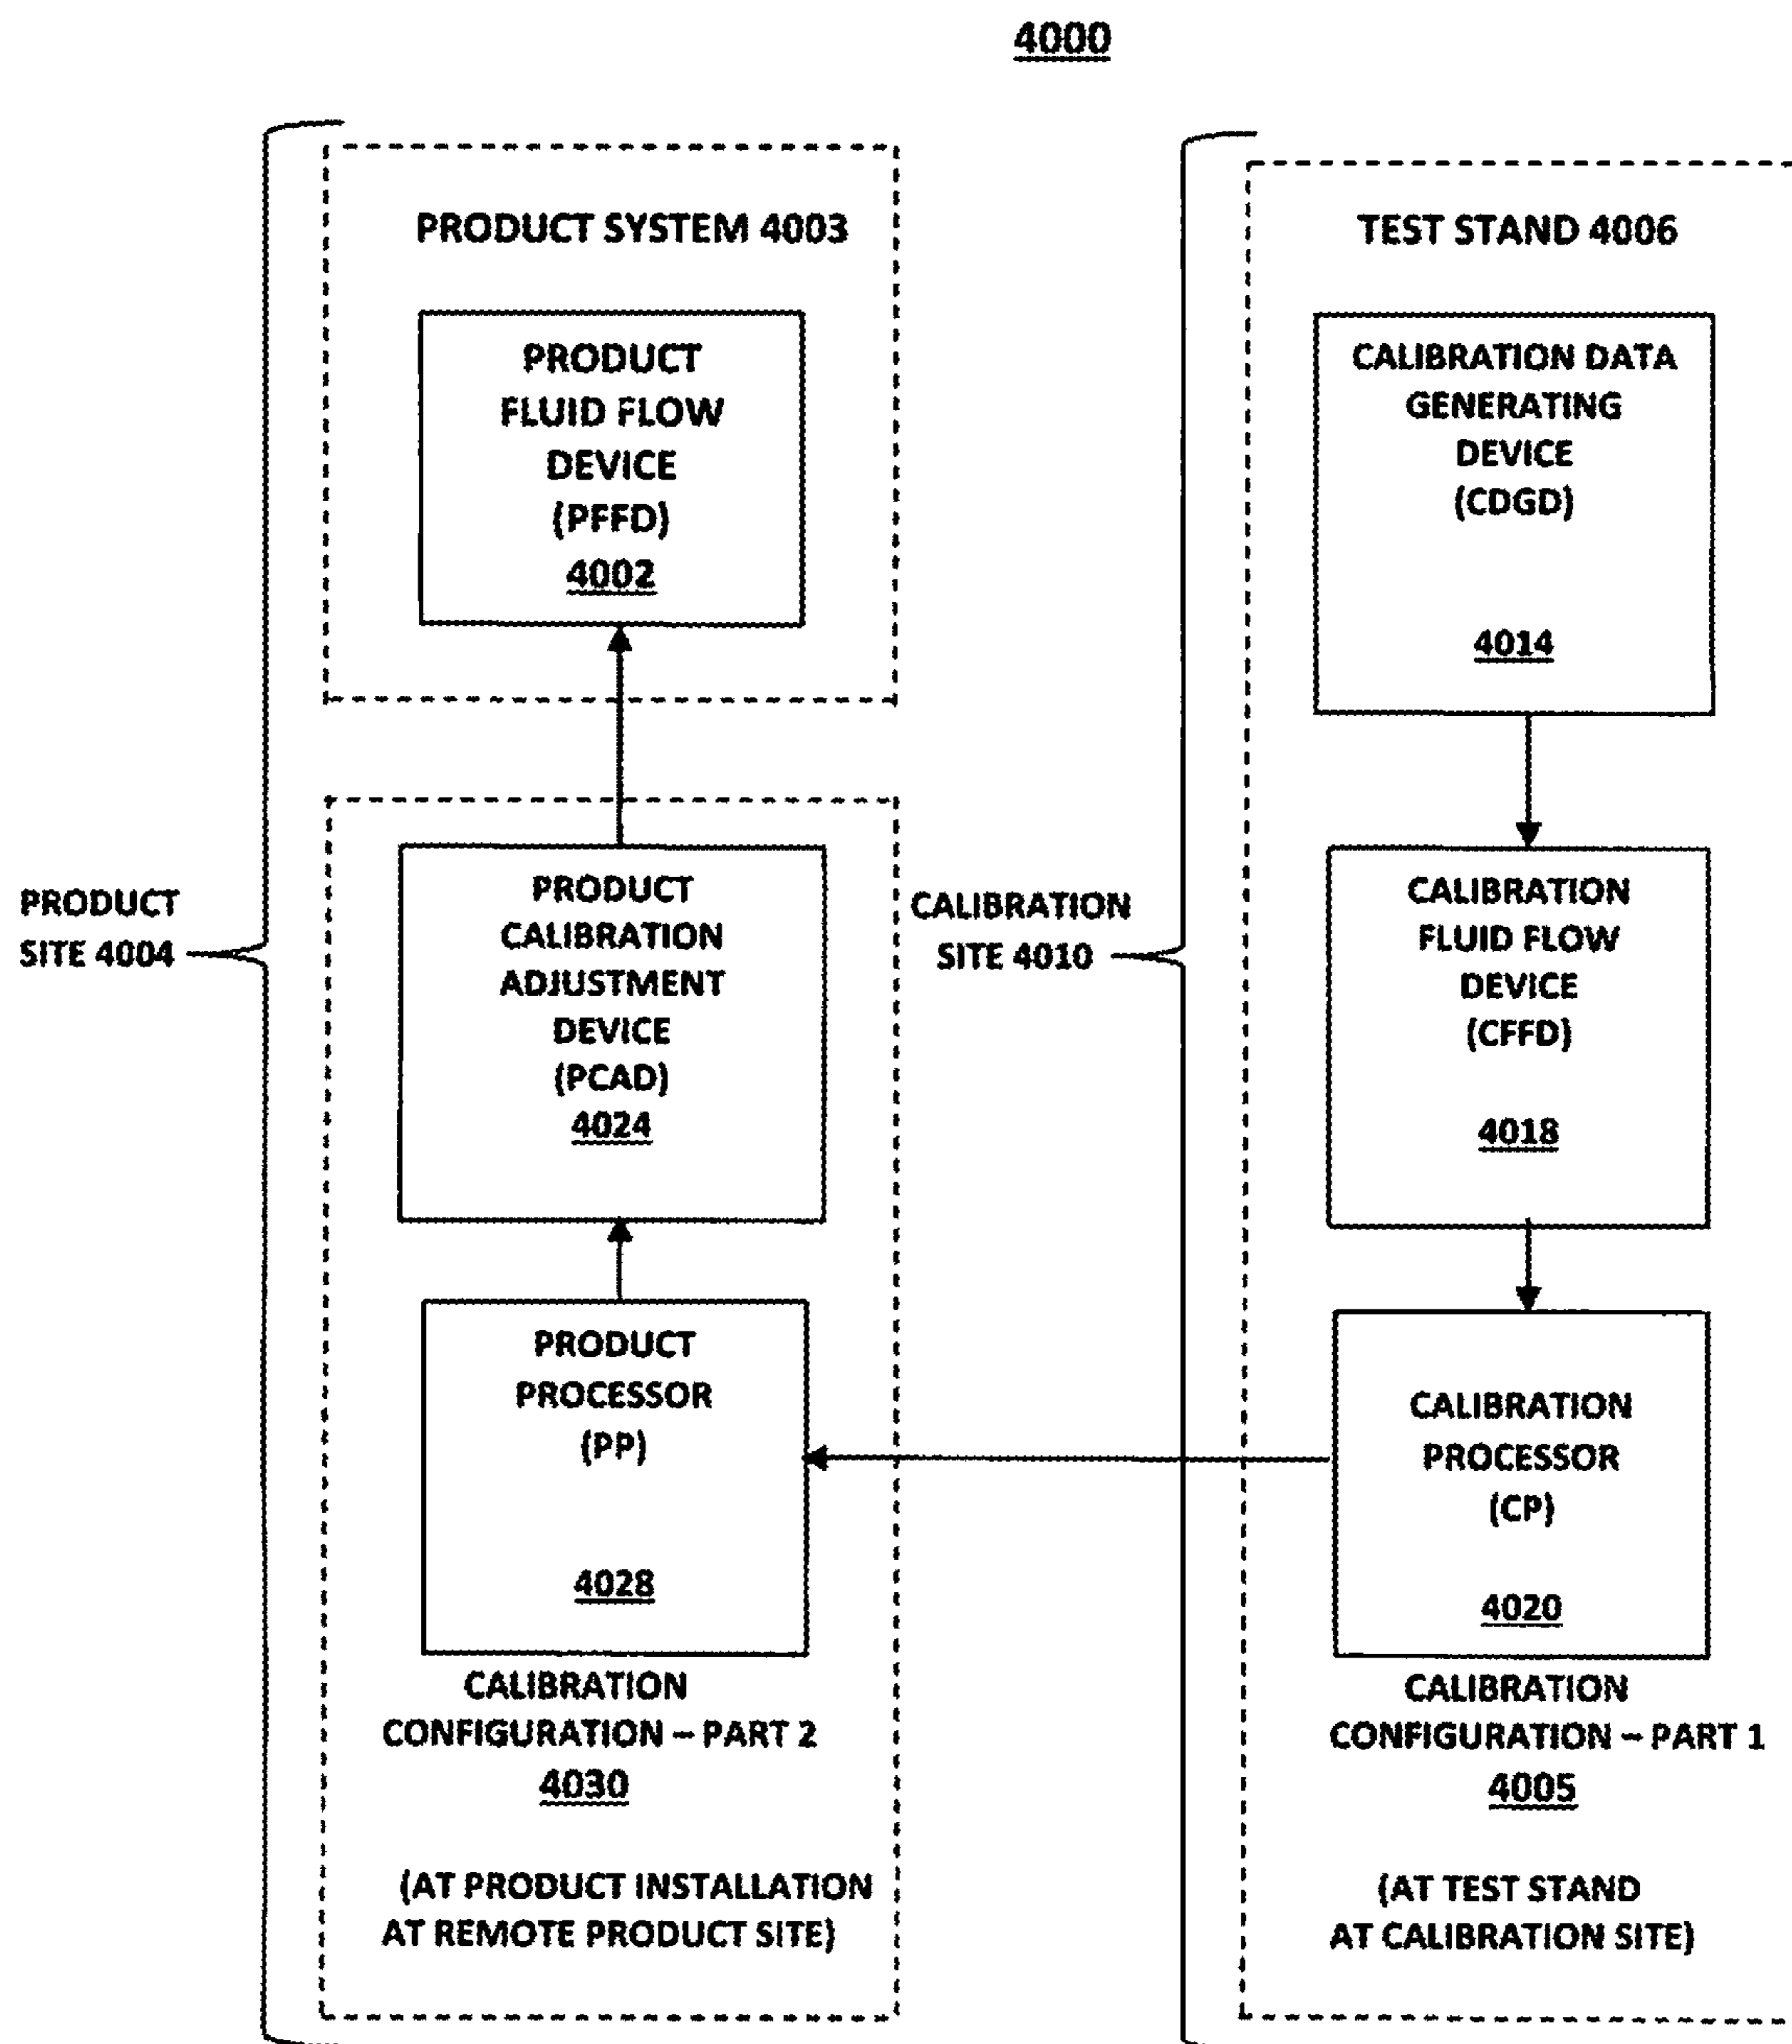 4000
PRODUCT SYSTEM 4003
PRODUCT
FLUID FLOW
DEVICE
(PFFD)
4002
PRODUCT
SITE 4004
PRODUCT
CALIBRATION
ADJUSTMENT
DEVICE
(PCAD)
4024
PRODUCT
PROCESSOR
(PP)
4028
CALIBRATION
CONFIGURATION – PART 2
4030
(AT PRODUCT INSTALLATION
AT REMOTE PRODUCT SITE)
CALIBRATION
SITE 4010
TEST STAND 4006
CALIBRATION DATA
GENERATING
DEVICE
(CDGD)
4014
CALIBRATION
FLUID FLOW
DEVICE
(CFFD)
4018
CALIBRATION
PROCESSOR
(CP)
4020
CALIBRATION
CONFIGURATION – PART 1
4005
(AT TEST STAND
AT CALIBRATION SITE)